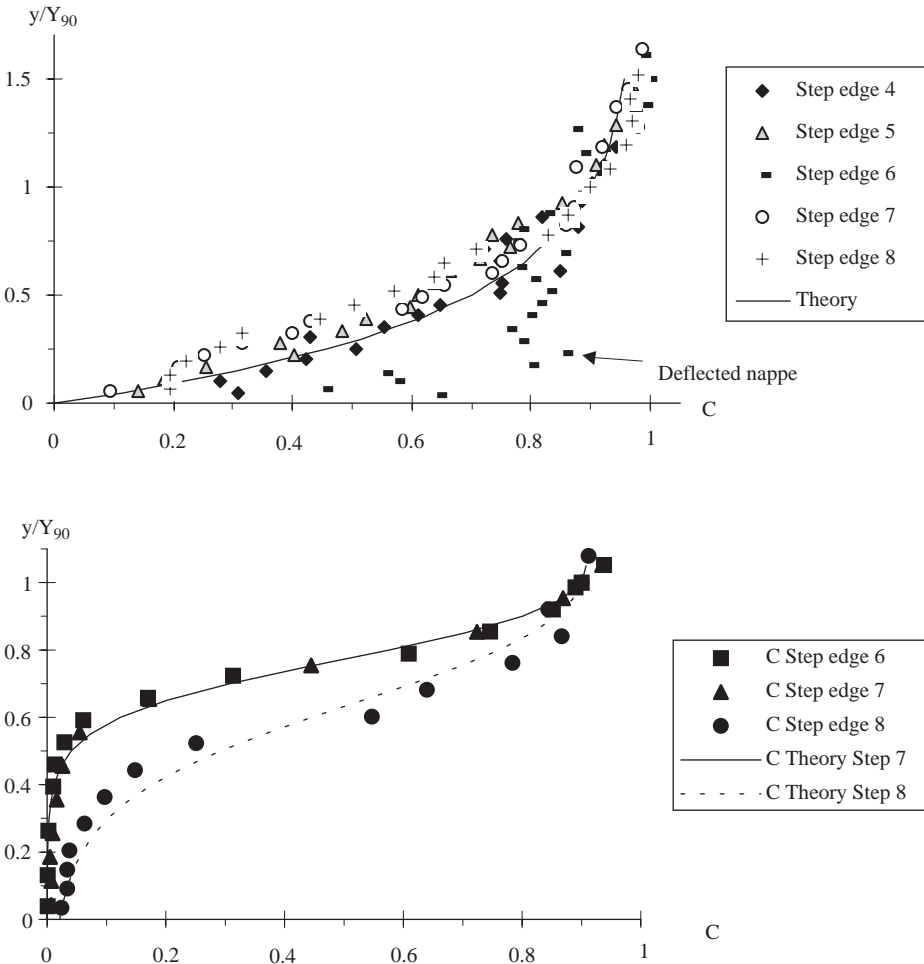 y/Y90
1.5
1
0.5
0
0 0.2 0.4 0.6 0.8 1
C
Deflected nappe
Step edge 4
Step edge 5
Step edge 6
Step edge 7
Step edge 8
Theory
y/Y90
1
0.8
0.6
0.4
0.2
0
0 0.2 0.4 0.6 0.8 1
C
C Step edge 6
C Step edge 7
C Step edge 8
C Theory Step 7
C Theory Step 8